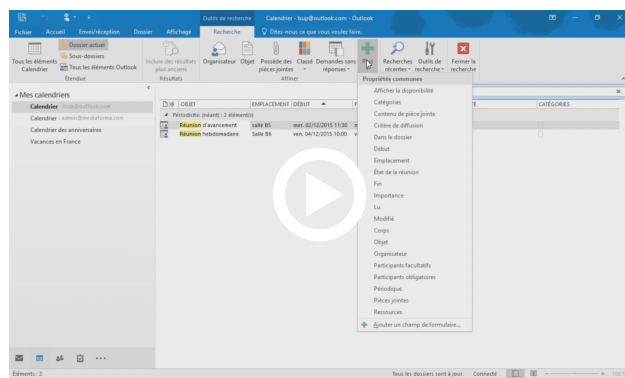 Outils de recherche
Calendrier - tsup@outlook.com - Outlook
Fichier Accueil Envoi/réception Dossier Affichage Recherche Dites-nous ce que vous voulez faire.
Tous les éléments Calendrier
Dossier actuel
Sous-dossiers
Tous les éléments Outlook
Étendue
Inclure des résultats plus anciens
Résultats
Organisateur Objet Possède des pièces jointes Classé Demandes sans réponses
Affiner
Plus
Recherches récentes Outils de recherche
Fermer la recherche
Propriétés communes
Afficher la disponibilité
Catégories
Contenu de pièce jointe
Critère de diffusion
Dans le dossier
Début
Emplacement
État de la réunion
Fin
Importance
Lu
Modifié
Corps
Objet
Organisateur
Participants facultatifs
Participants obligatoires
Périodique
Pièces jointes
Ressources
Ajouter un champ de formulaire...
Mes calendriers
Calendrier
Calendrier - admin@mediaforma.com
Calendrier des anniversaires
Vacances en France
OBJET EMPLACEMENT DÉBUT CATÉGORIES
Périodicité: (néant) : 2 élément(s)
Réunion d'avancement salle B5 mer. 02/12/2015 11:30
Réunion hebdomadaire Salle B6 ven. 04/12/2015 10:00
Éléments : 2
Tous les dossiers sont à jour. Connecté